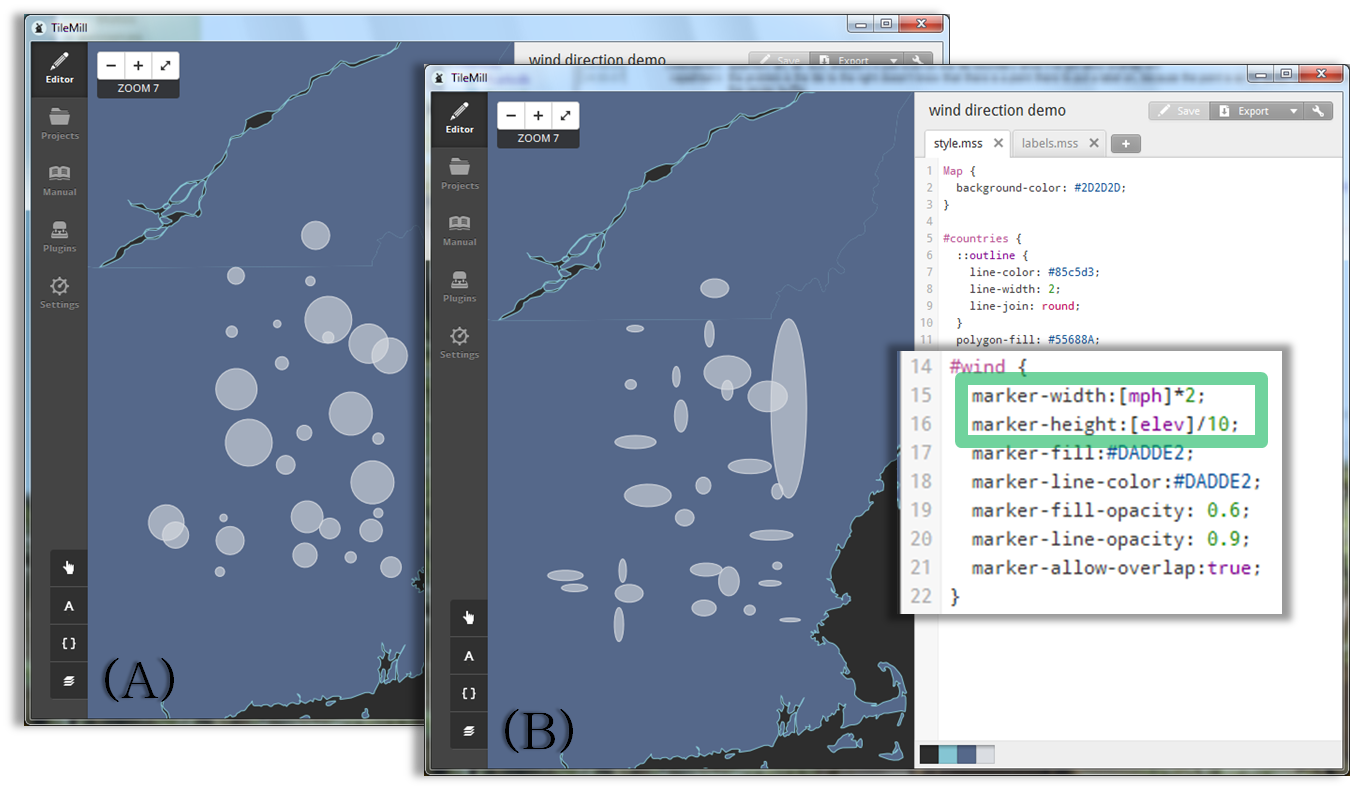 TileMill
Editor
Projects
Manual
Plugins
Settings
ZOOM 7
wind direction demo
Save
Export
A
{}
(A)
TileMill
Editor
Projects
Manual
Plugins
Settings
ZOOM 7
A
{}
(B)
wind direction demo
Save
Export
style.mss
labels.mss
1 Map {
2 background-color: #2D2D2D;
3 }
4
5 #countries {
6 ::outline {
7 line-color: #85c5d3;
8 line-width: 2;
9 line-join: round;
10 }
11 polygon-fill: #55688A;
14 #wind {
15 marker-width:[mph]*2;
16 marker-height:[elev]/10;
17 marker-fill:#DADDE2;
18 marker-line-color:#DADDE2;
19 marker-fill-opacity: 0.6;
20 marker-line-opacity: 0.9;
21 marker-allow-overlap:true;
22 }